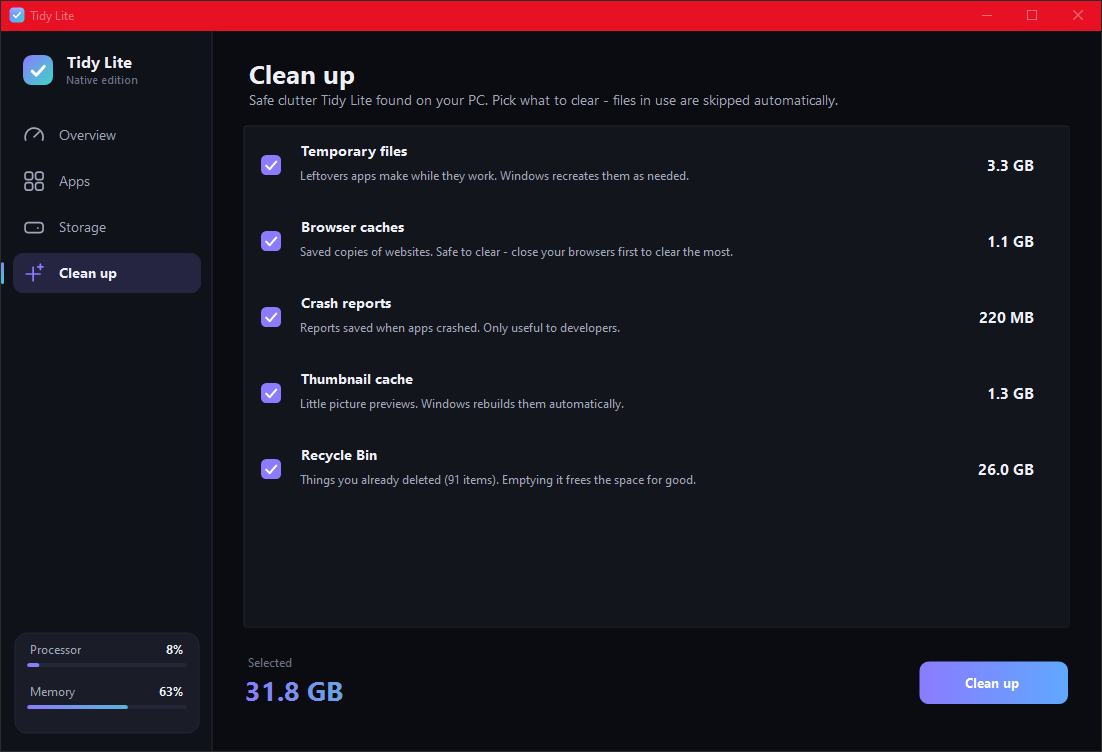 Tidy Lite
Tidy Lite
Native edition
Overview
Apps
Storage
Clean up
Processor 8%
Memory 63%
Clean up
Safe clutter Tidy Lite found on your PC. Pick what to clear - files in use are skipped automatically.
Temporary files
Leftovers apps make while they work. Windows recreates them as needed.
3.3 GB
Browser caches
Saved copies of websites. Safe to clear - close your browsers first to clear the most.
1.1 GB
Crash reports
Reports saved when apps crashed. Only useful to developers.
220 MB
Thumbnail cache
Little picture previews. Windows rebuilds them automatically.
1.3 GB
Recycle Bin
Things you already deleted (91 items). Emptying it frees the space for good.
26.0 GB
Selected
31.8 GB
Clean up